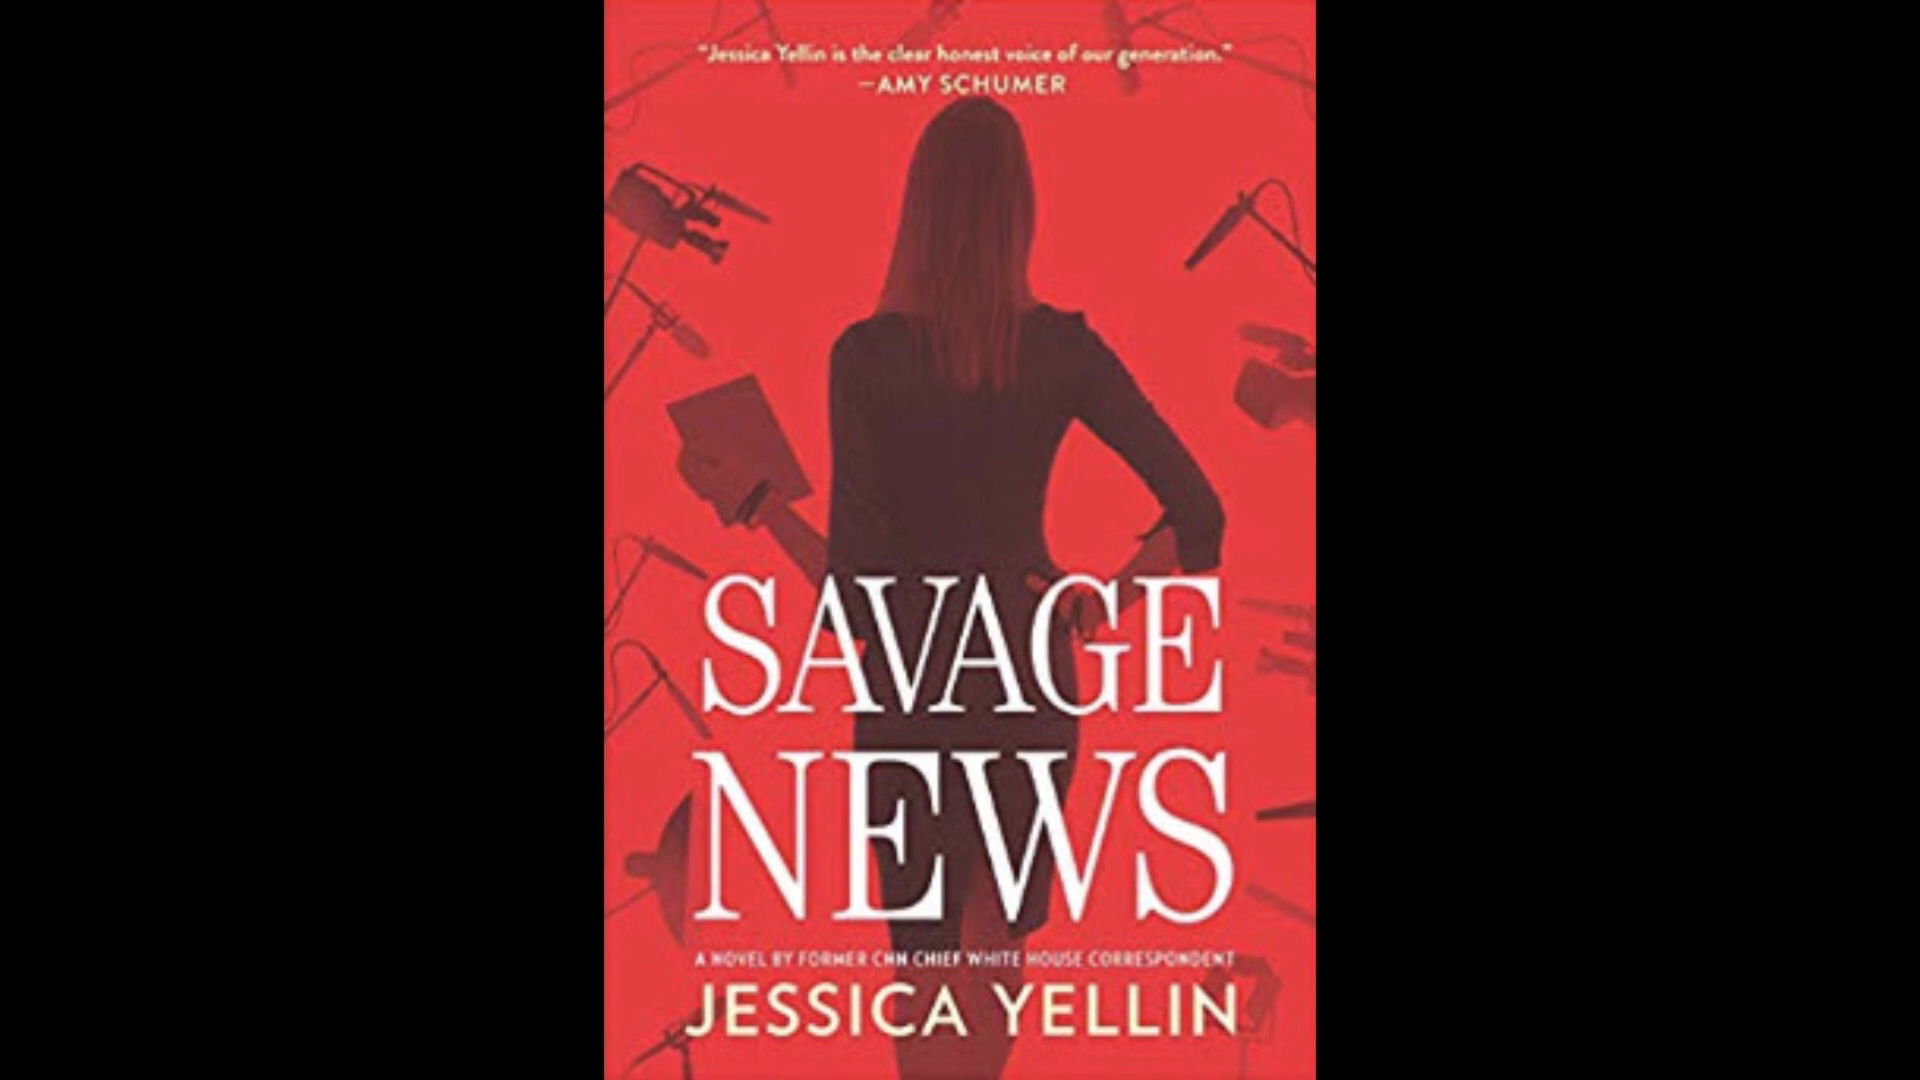 “Jessica Yellin is the clear honest voice of our generation.”
–AMY SCHUMER
SAVAGE
NEWS
A NOVEL BY FORMER CNN CHIEF WHITE HOUSE CORRESPONDENT
JESSICA YELLIN